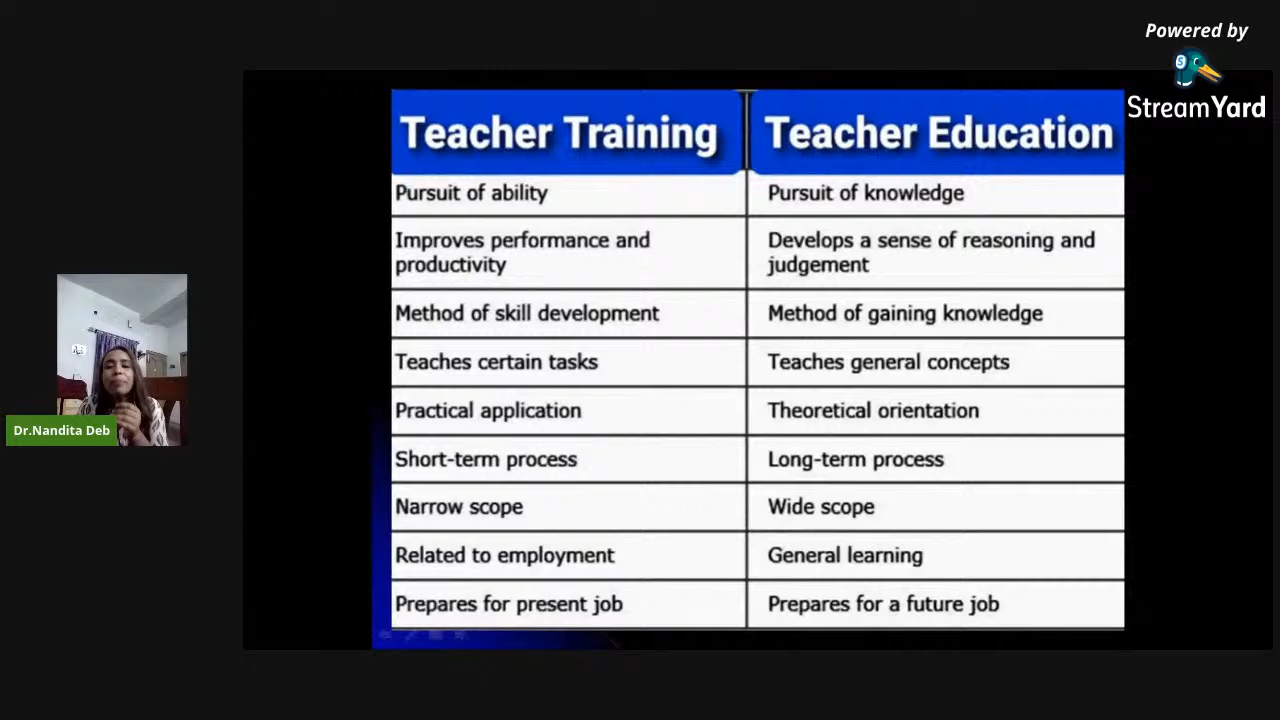 Powered by
StreamYard
Teacher Training
Teacher Education
Pursuit of ability
Pursuit of knowledge
Improves performance and
productivity
Develops a sense of reasoning and
judgement
Method of skill development
Method of gaining knowledge
Teaches certain tasks
Teaches general concepts
Practical application
Theoretical orientation
Short-term process
Long-term process
Narrow scope
Wide scope
Related to employment
General learning
Prepares for present job
Prepares for a future job
Dr.Nandita Deb